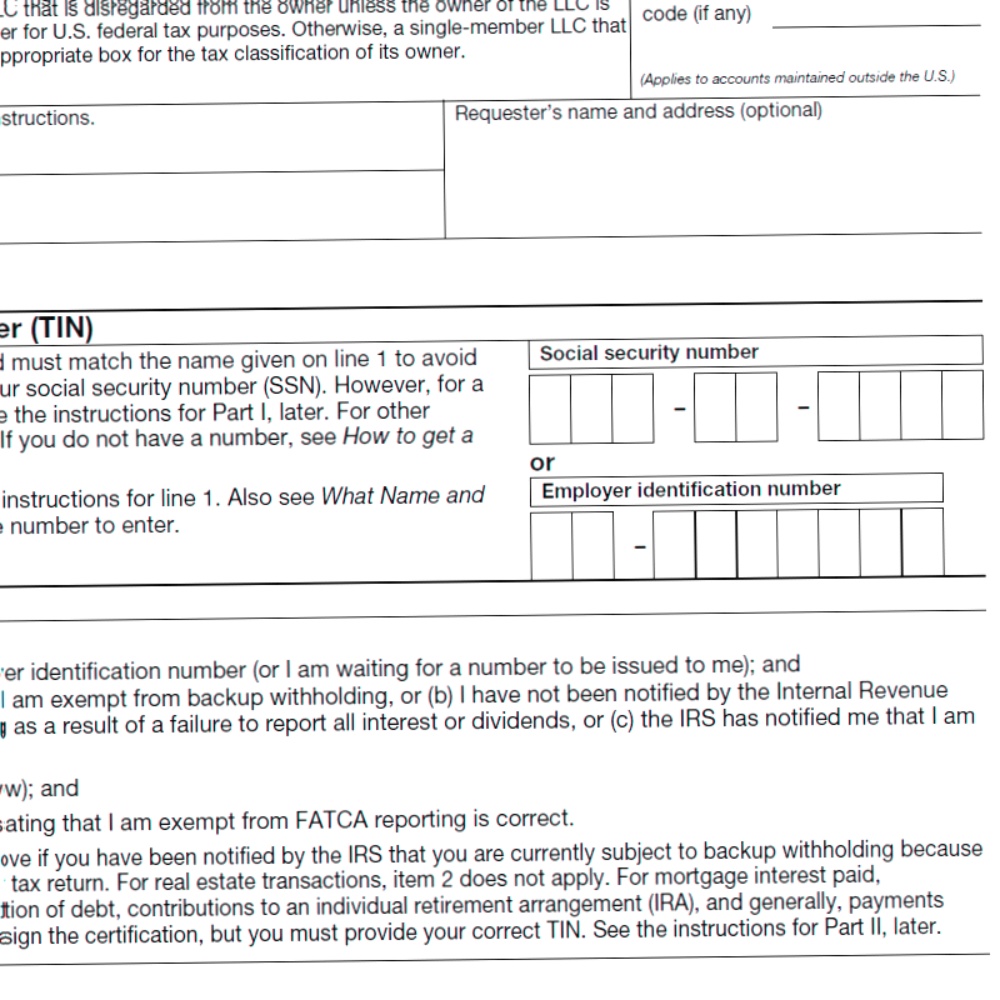 LLC that is disregarded from the owner unless the owner of the LLC is
er for U.S. federal tax purposes. Otherwise, a single-member LLC that
ppropriate box for the tax classification of its owner.
code (if any)
(Applies to accounts maintained outside the U.S.)
structions.
Requester's name and address (optional)
er (TIN)
d must match the name given on line 1 to avoid
ur social security number (SSN). However, for a
e the instructions for Part I, later. For other
If you do not have a number, see How to get a
instructions for line 1. Also see What Name and
number to enter.
Social security number
– –
or
Employer identification number
–
er identification number (or I am waiting for a number to be issued to me); and
I am exempt from backup withholding, or (b) I have not been notified by the Internal Revenue
as a result of a failure to report all interest or dividends, or (c) the IRS has notified me that I am
w); and
ating that I am exempt from FATCA reporting is correct.
ove if you have been notified by the IRS that you are currently subject to backup withholding because
tax return. For real estate transactions, item 2 does not apply. For mortgage interest paid,
tion of debt, contributions to an individual retirement arrangement (IRA), and generally, payments
sign the certification, but you must provide your correct TIN. See the instructions for Part II, later.